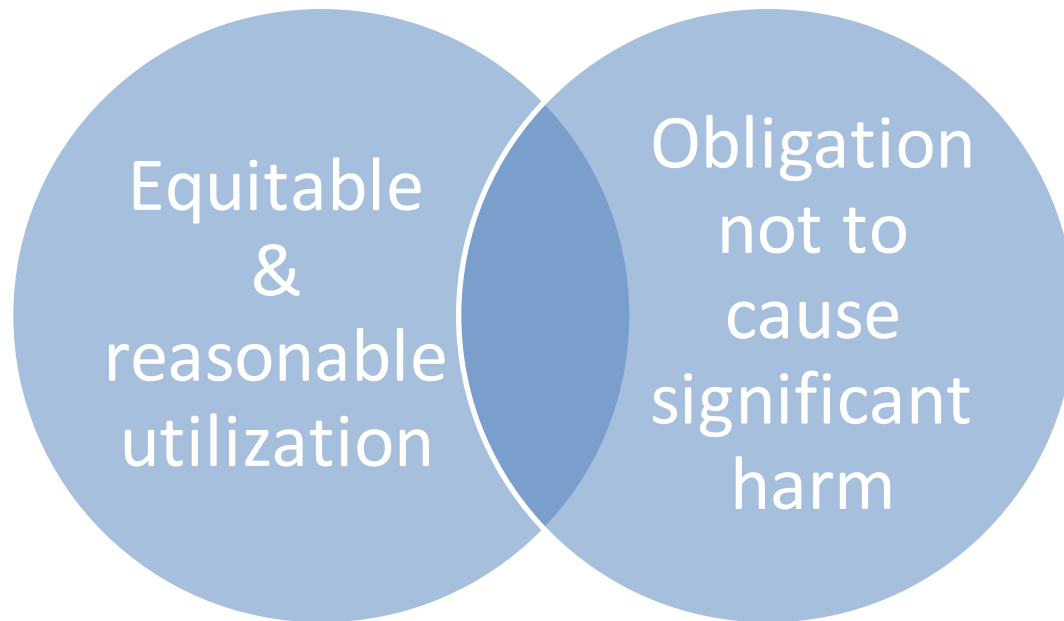 Equitable
&
reasonable
utilization
Obligation
not to
cause
significant
harm